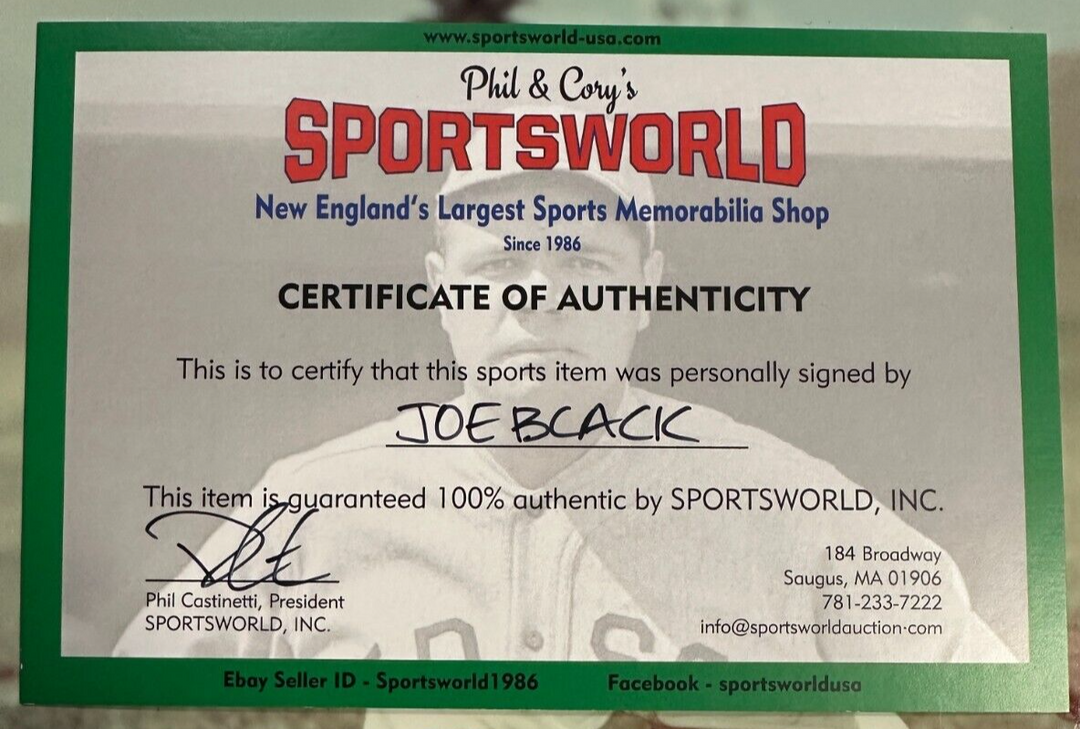 www.sportsworld-usa.com
Phil & Cory's
SPORTSWORLD
New England's Largest Sports Memorabilia Shop
Since 1986
CERTIFICATE OF AUTHENTICITY
This is to certify that this sports item was personally signed by
JOE BLACK
This item is guaranteed 100% authentic by SPORTSWORLD, INC.
Phil Castinetti, President
SPORTSWORLD, INC.
184 Broadway
Saugus, MA 01906
781-233-7222
info@sportsworldauction.com
Ebay Seller ID - Sportsworld1986
Facebook - sportsworldusa